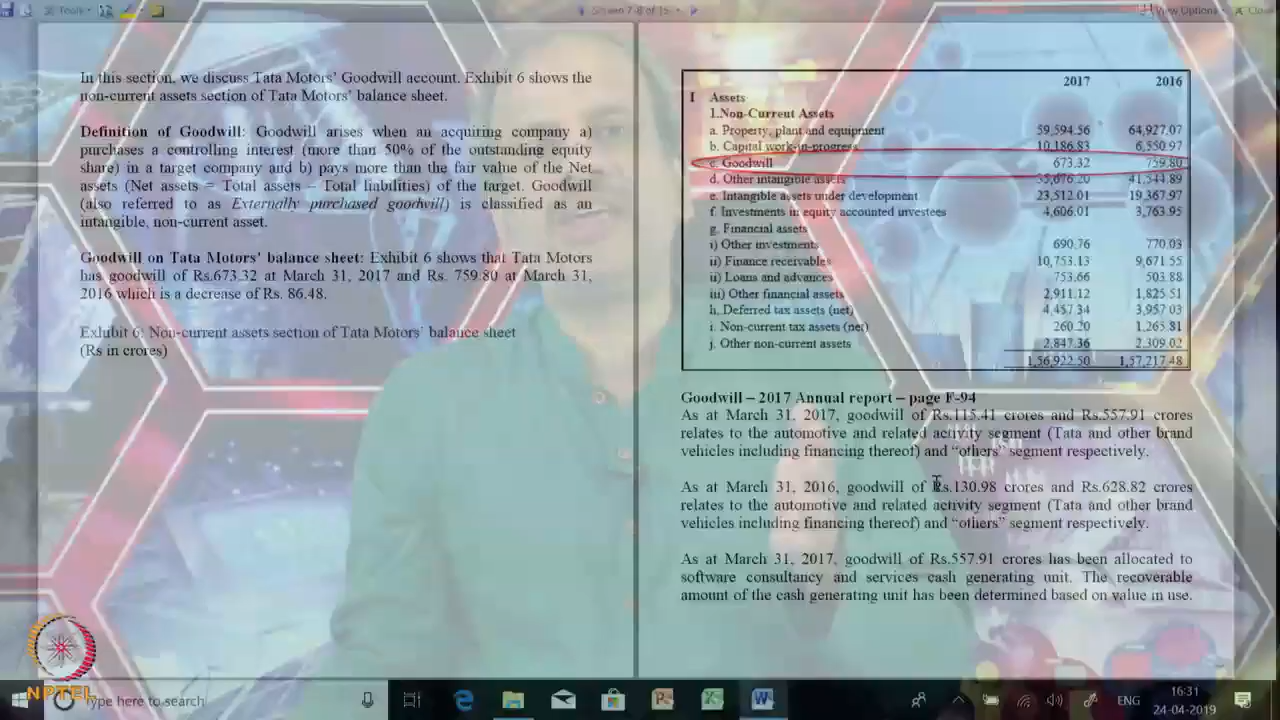 Tools
Screen 7-8 of 15
View Options
Close
In this section, we discuss Tata Motors' Goodwill account. Exhibit 6 shows the
non-current assets section of Tata Motors' balance sheet.
Definition of Goodwill: Goodwill arises when an acquiring company a)
purchases a controlling interest (more than 50% of the outstanding equity
share) in a target company and b) pays more than the fair value of the Net
assets (Net assets = Total assets – Total liabilities) of the target. Goodwill
(also referred to as Externally purchased goodwill) is classified as an
intangible, non-current asset.
Goodwill on Tata Motors' balance sheet: Exhibit 6 shows that Tata Motors
has goodwill of Rs.673.32 at March 31, 2017 and Rs. 759.80 at March 31,
2016 which is a decrease of Rs. 86.48.
Exhibit 6: Non-current assets section of Tata Motors' balance sheet
(Rs in crores)
2017 2016
I Assets
1.Non-Current Assets
a. Property, plant and equipment 59,594.56 64,927.07
b. Capital work-in-progress 10,186.83 6,550.97
c. Goodwill 673.32 759.80
d. Other intangible assets 35,676.20 41,544.89
e. Intangible assets under development 23,512.01 19,367.97
f. Investments in equity accounted investees 4,606.01 3,763.95
g. Financial assets
i) Other investments 690.76 770.03
ii) Finance receivables 10,753.13 9,671.55
ii) Loans and advances 753.66 503.88
iii) Other financial assets 2,911.12 1,825.51
h. Deferred tax assets (net) 4,457.34 3,957.03
i. Non-current tax assets (net) 260.20 1,265.81
j. Other non-current assets 2,847.36 2,309.02
1,56,922.50 1,57,217.48
Goodwill – 2017 Annual report – page F-94
As at March 31, 2017, goodwill of Rs.115.41 crores and Rs.557.91 crores
relates to the automotive and related activity segment (Tata and other brand
vehicles including financing thereof) and "others" segment respectively.
As at March 31, 2016, goodwill of Rs.130.98 crores and Rs.628.82 crores
relates to the automotive and related activity segment (Tata and other brand
vehicles including financing thereof) and "others" segment respectively.
As at March 31, 2017, goodwill of Rs.557.91 crores has been allocated to
software consultancy and services cash generating unit. The recoverable
amount of the cash generating unit has been determined based on value in use.
NPTEL
Type here to search
ENG
16:31
24-04-2019